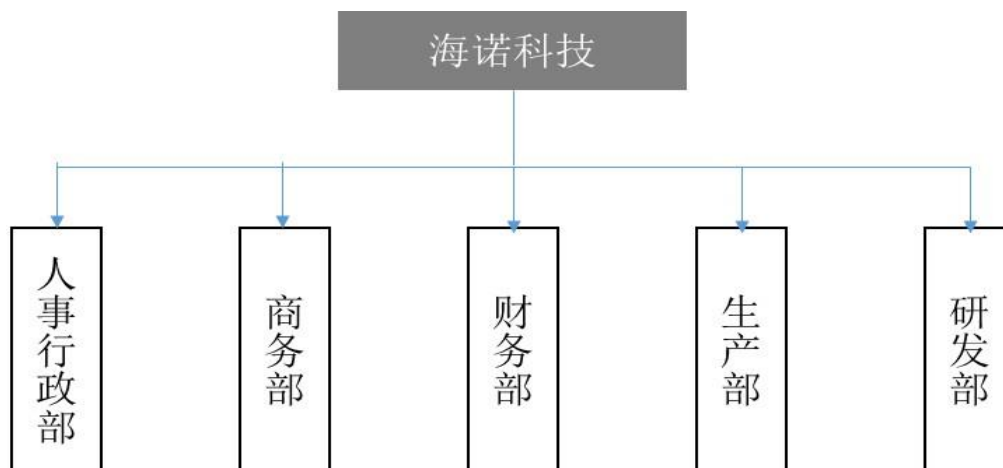 海诺科技
人事行政部
商务部
财务部
生产部
研发部